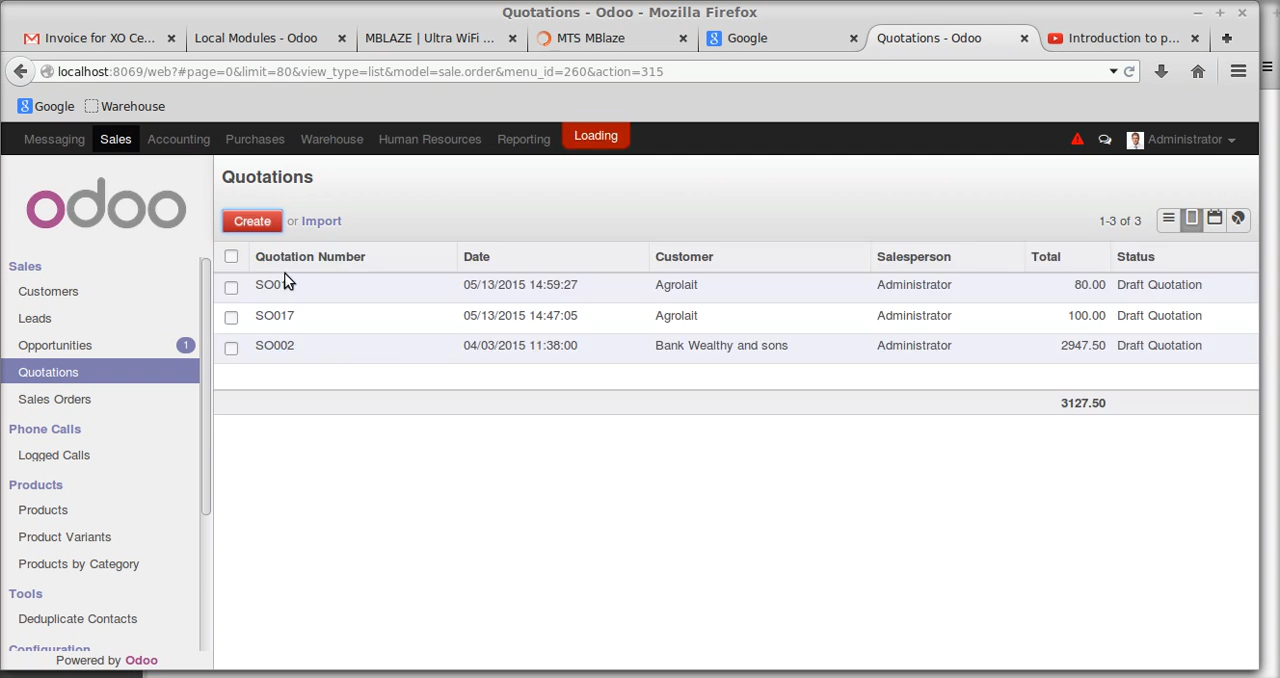 Quotations - Odoo - Mozilla Firefox
Invoice for XO Ce...
Local Modules - Odoo
MBLAZE | Ultra WiFi ...
MTS MBlaze
Google
Quotations - Odoo
Introduction to p...
localhost:8069/web?#page=0&limit=80&view_type=list&model=sale.order&menu_id=260&action=315
Google
Warehouse
Messaging Sales Accounting Purchases Warehouse Human Resources Reporting Loading Administrator
odoo
Sales
Customers
Leads
Opportunities 1
Quotations
Sales Orders
Phone Calls
Logged Calls
Products
Products
Product Variants
Products by Category
Tools
Deduplicate Contacts
Configuration
Powered by Odoo
Quotations
Create or Import
1-3 of 3
Quotation Number Date Customer Salesperson Total Status
05/13/2015 14:59:27 Agrolait Administrator 80.00 Draft Quotation
SO017 05/13/2015 14:47:05 Agrolait Administrator 100.00 Draft Quotation
SO002 04/03/2015 11:38:00 Bank Wealthy and sons Administrator 2947.50 Draft Quotation
3127.50